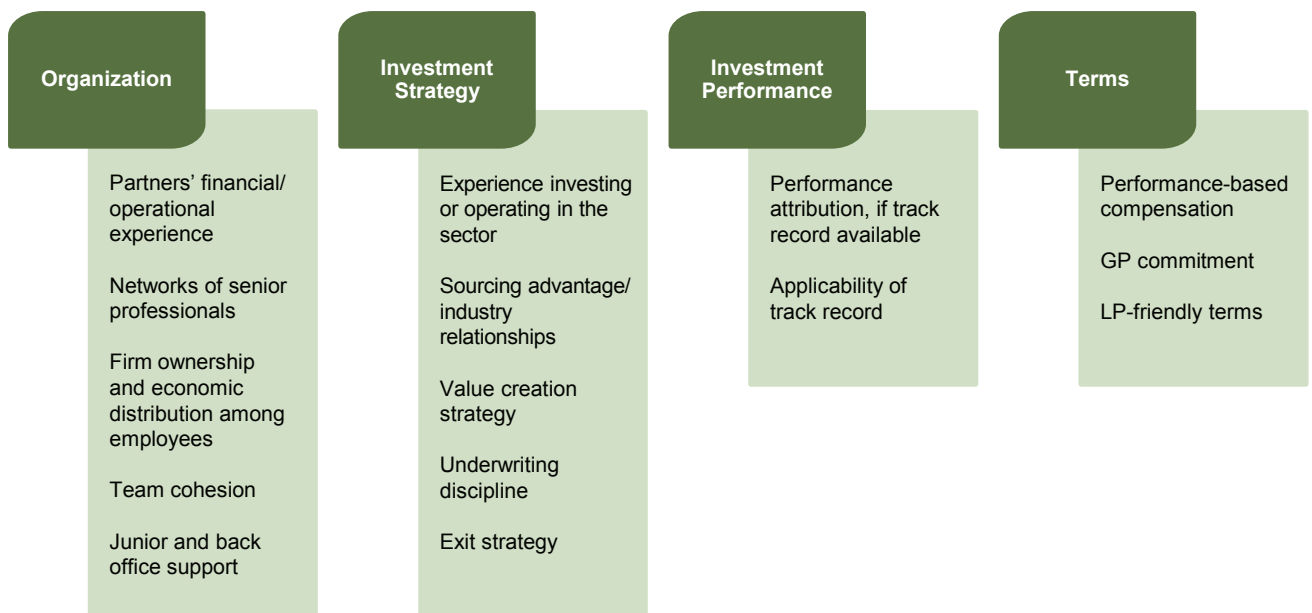 Organization
Partners' financial/
operational
experience
Networks of senior
professionals
Firm ownership
and economic
distribution among
employees
Team cohesion
Junior and back
office support
Investment
Strategy
Experience investing
or operating in the
sector
Sourcing advantage/
industry
relationships
Value creation
strategy
Underwriting
discipline
Exit strategy
Investment
Performance
Performance
attribution, if track
record available
Applicability of
track record
Terms
Performance-based
compensation
GP commitment
LP-friendly terms